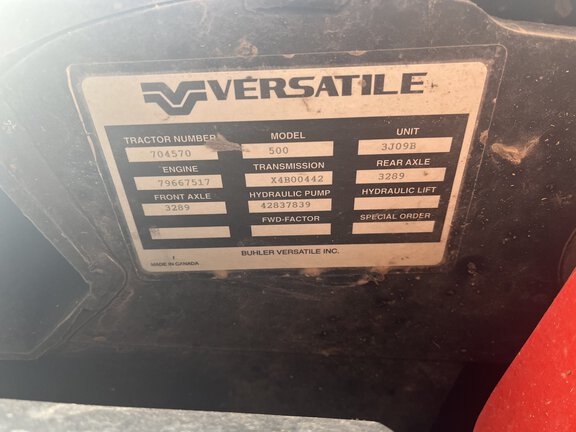 VERSATILE
TRACTOR NUMBER MODEL UNIT
704570 500 3J09B
ENGINE TRANSMISSION REAR AXLE
79667517 X4B00442 3289
FRONT AXLE HYDRAULIC PUMP HYDRAULIC LIFT
3289 42837839
FWD-FACTOR SPECIAL ORDER
BUHLER VERSATILE INC.
MADE IN CANADA